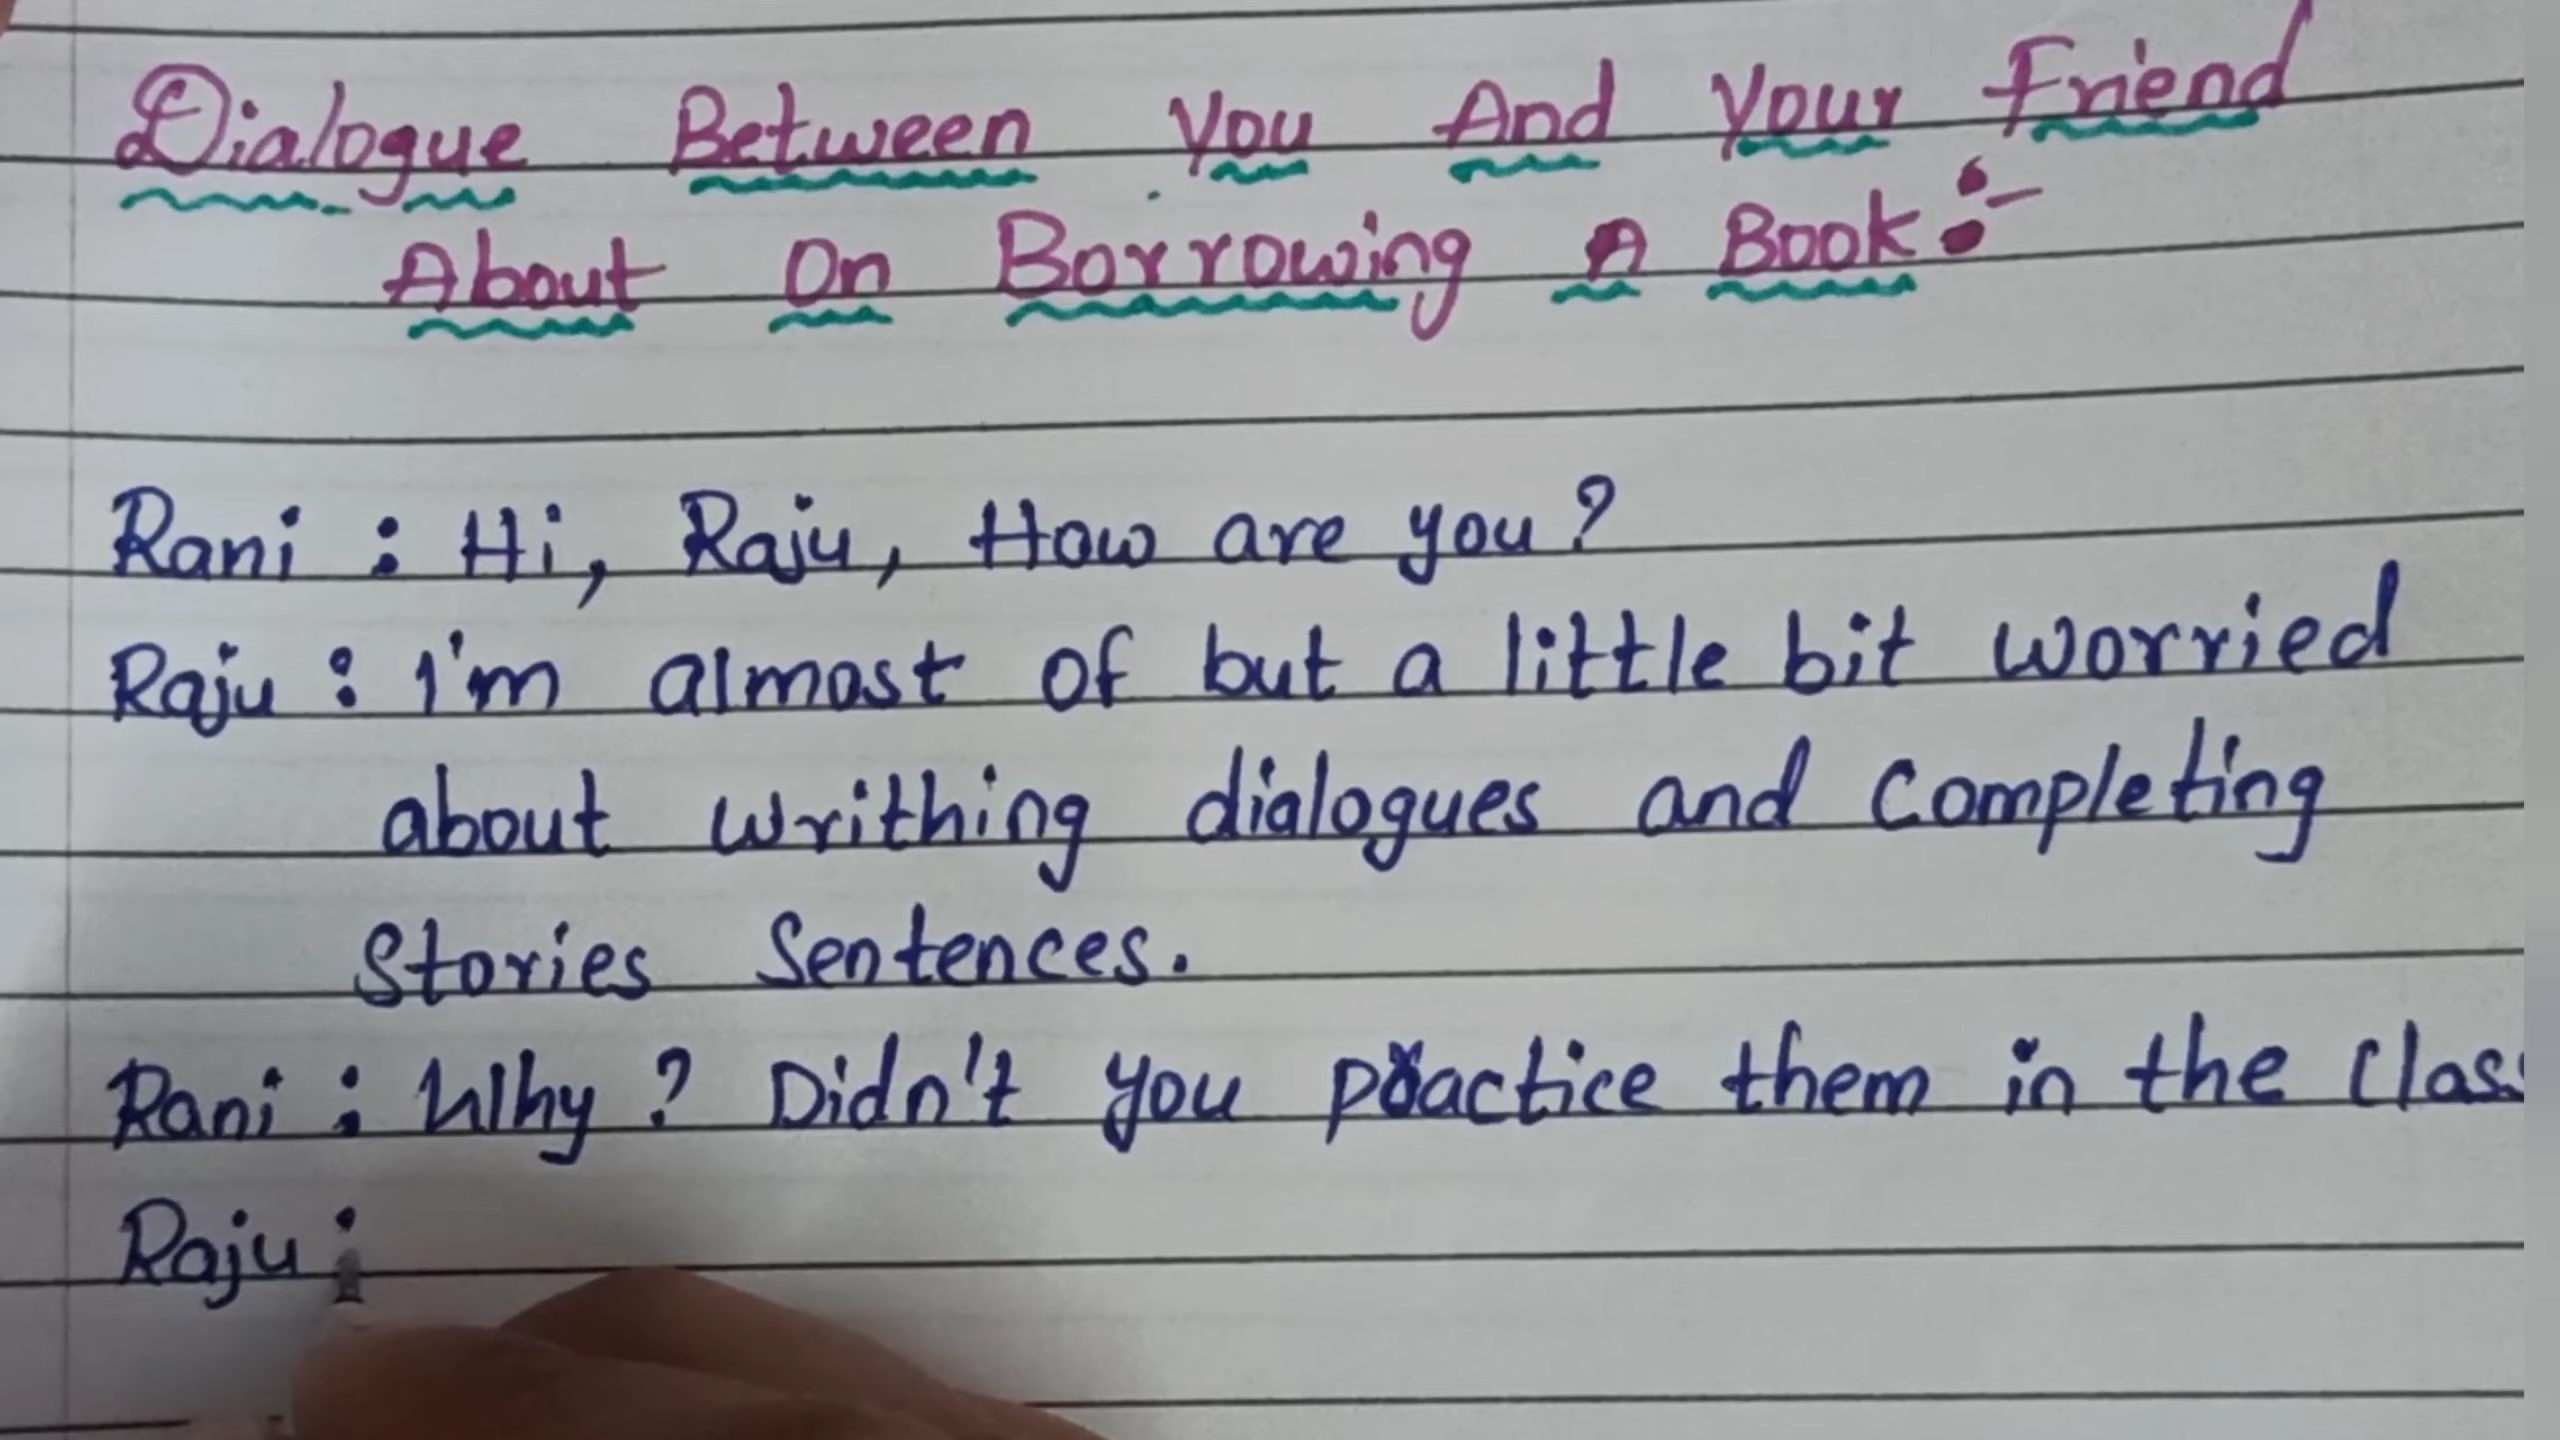 Dialogue Between You And Your Friend
About On Borrowing A Book:-
Rani : Hi, Raju, How are you?
Raju : I'm almost of but a little bit worried
about writhing dialogues and completing
Stories Sentences.
Rani : Why? Didn't you practice them in the Clas
Raju :